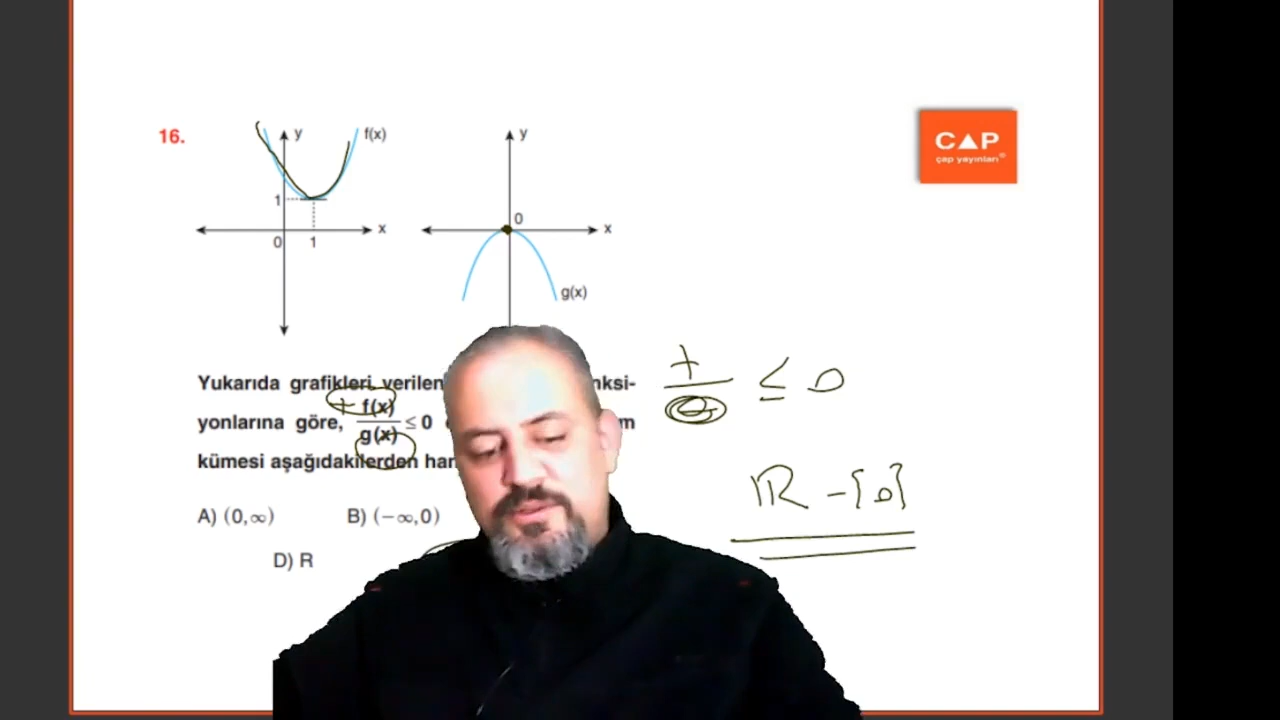 16.
y
f(x)
1
x
0
1
y
0
x
g(x)
CAP
çap yayınları
Yukarıda grafikleri verilen
yonlarına göre, f(x)/g(x) ≤ 0
kümesi aşağıdakilerden
A) (0,∞)
B) (−∞,0)
D) R
+
≤ 0
R - {0}